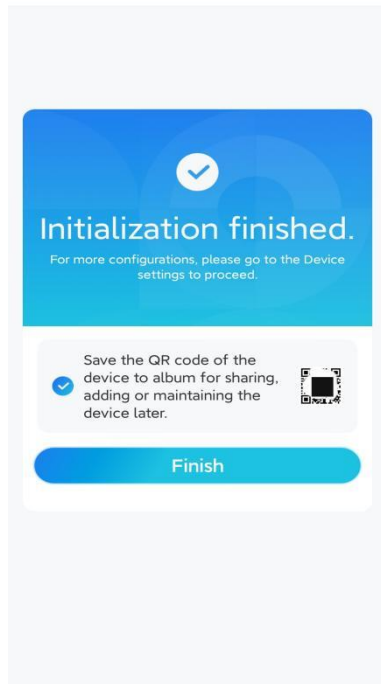 Initialization finished.
For more configurations, please go to the Device
settings to proceed.
Save the QR code of the
device to album for sharing,
adding or maintaining the
device later.
Finish